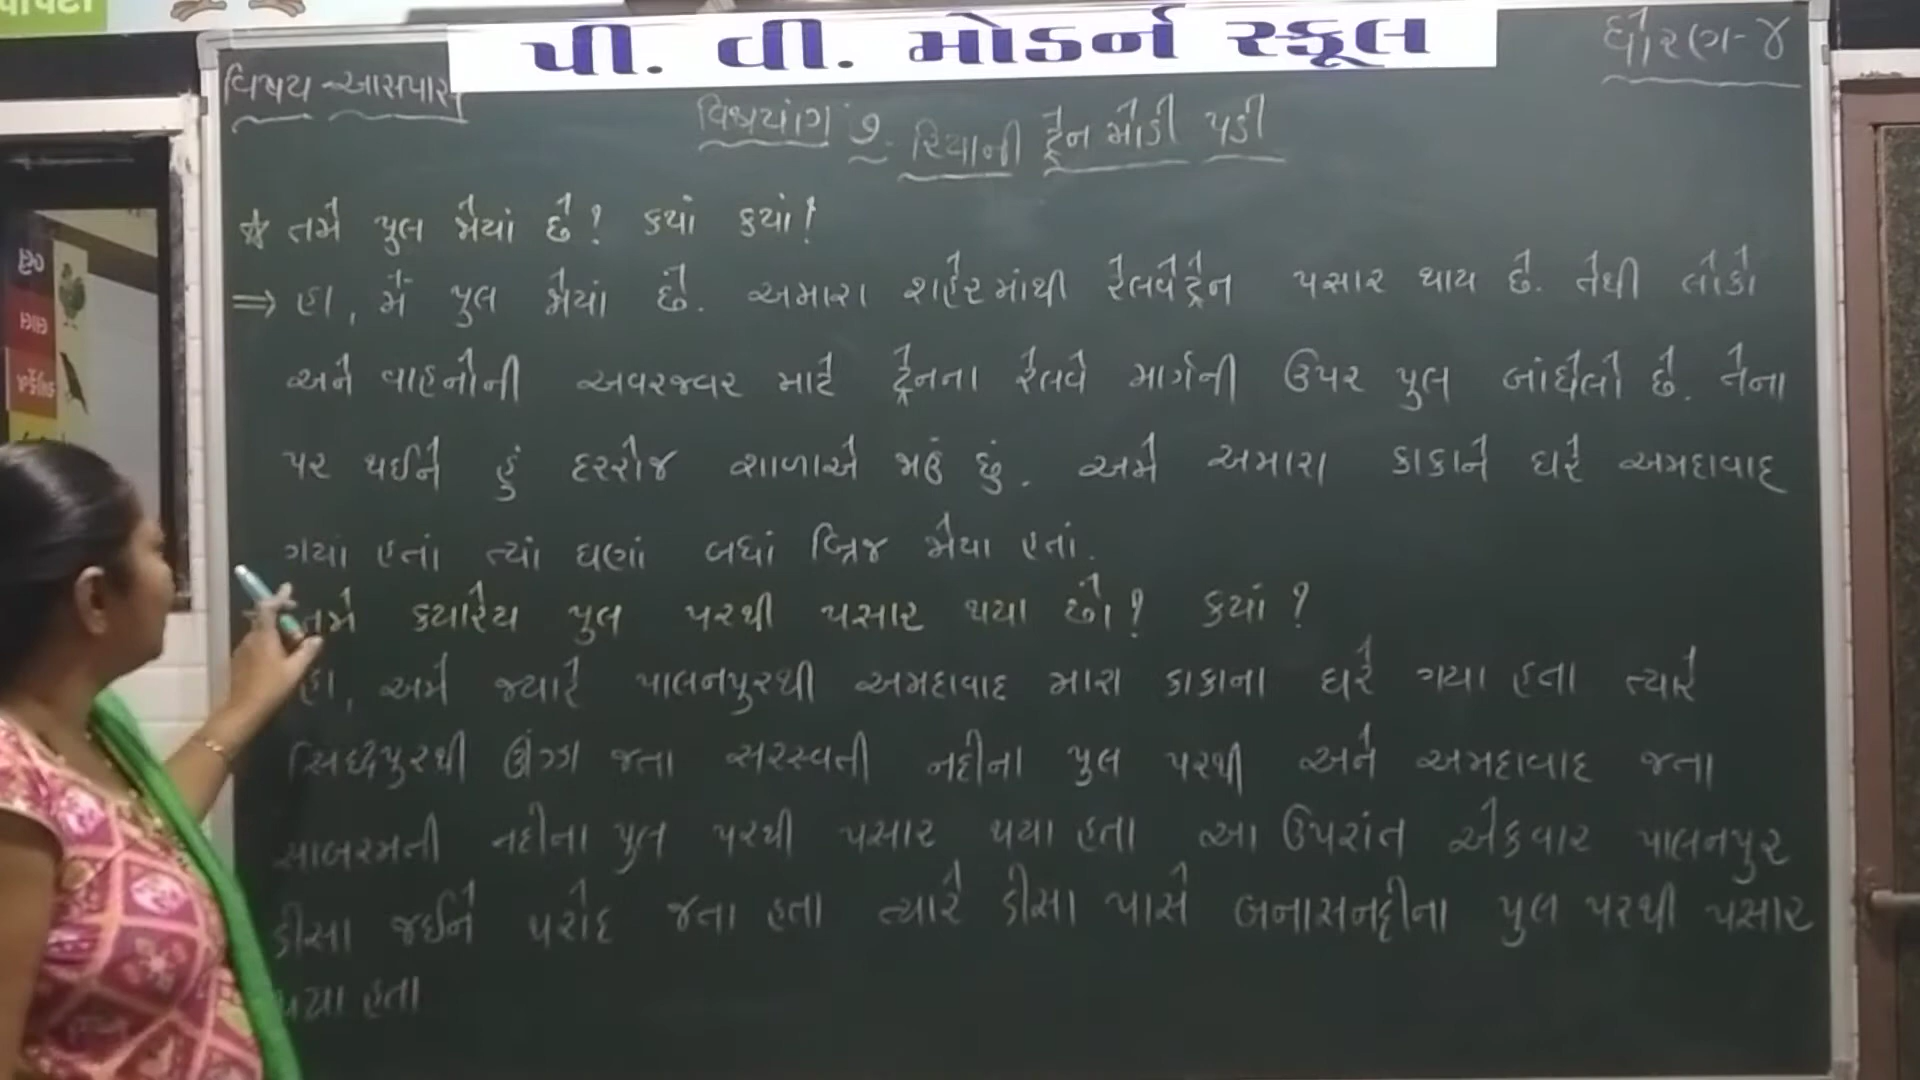 પી. વી. મોડર્ન સ્કૂલ
ધોરણ-૪
વિષય-આસપાસ
વિષયાંગ ૭. રિયાની ટ્રેન મોડી પડી
☆ તમે પુલ જોયાં છે? કયાં કયાં?
⇒ હા, મેં પુલ જોયાં છે. અમારા શહેરમાંથી રેલવેટ્રેન પસાર થાય છે. તેથી લોકો
અને વાહનોની અવરજવર માટે ટ્રેનના રેલવે માર્ગની ઉપર પુલ બાંધેલો છે. તેના
પર થઈને હું દરરોજ શાળાએ જઉં છું. અમે અમારા કાકાને ઘરે અમદાવાદ
ગયાં હતાં ત્યાં ઘણાં બધાં બ્રિજ જોયા હતાં.
તમે કયારેય પુલ પરથી પસાર થયા છો? કયાં?
હા, અમે જ્યારે પાલનપુરથી અમદાવાદ મારા કાકાના ઘરે ગયા હતા ત્યારે
સિધ્ધપુરથી ઊંઝા જતા સરસ્વતી નદીના પુલ પરથી અને અમદાવાદ જતા
સાબરમતી નદીના પુલ પરથી પસાર થયા હતા આ ઉપરાંત એકવાર પાલનપુર
ડીસા જઈને થરાદ જતા હતા ત્યારે ડીસા પાસે બનાસનદીના પુલ પરથી પસાર
થયા હતા